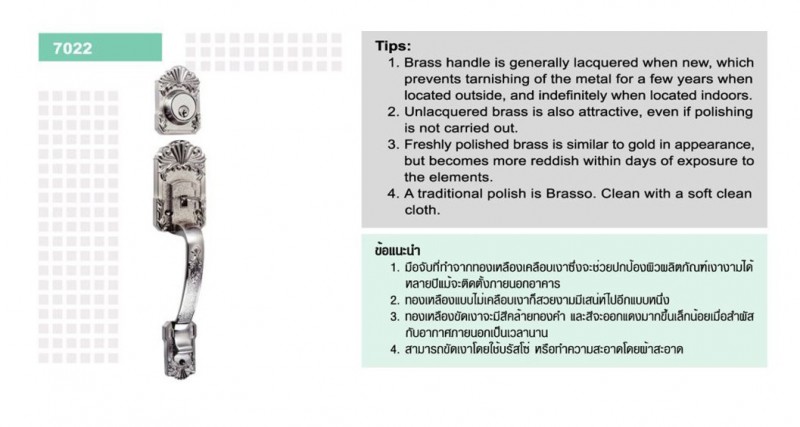 7022
Tips:
1. Brass handle is generally lacquered when new, which
prevents tarnishing of the metal for a few years when
located outside, and indefinitely when located indoors.
2. Unlacquered brass is also attractive, even if polishing
is not carried out.
3. Freshly polished brass is similar to gold in appearance,
but becomes more reddish within days of exposure to
the elements.
4. A traditional polish is Brasso. Clean with a soft clean
cloth.
ข้อแนะนำ
1. มือจับที่ทำจากทองเหลืองเคลือบเงาซึ่งจะช่วยปกป้องผิวผลิตภัณฑ์เงางามได้
หลายปีแม้จะติดตั้งภายนอกอาคาร
2. ทองเหลืองแบบไม่เคลือบเงาก็สวยงามมีเสน่ห์ไปอีกแบบหนึ่ง
3. ทองเหลืองขัดเงาจะมีสีคล้ายทองคำ และสีจะออกแดงมากขึ้นเล็กน้อยเมื่อสัมผัส
กับอากาศภายนอกเป็นเวลานาน
4. สามารถขัดเงาโดยใช้บรัสโซ่ หรือทำความสะอาดโดยผ้าสะอาด